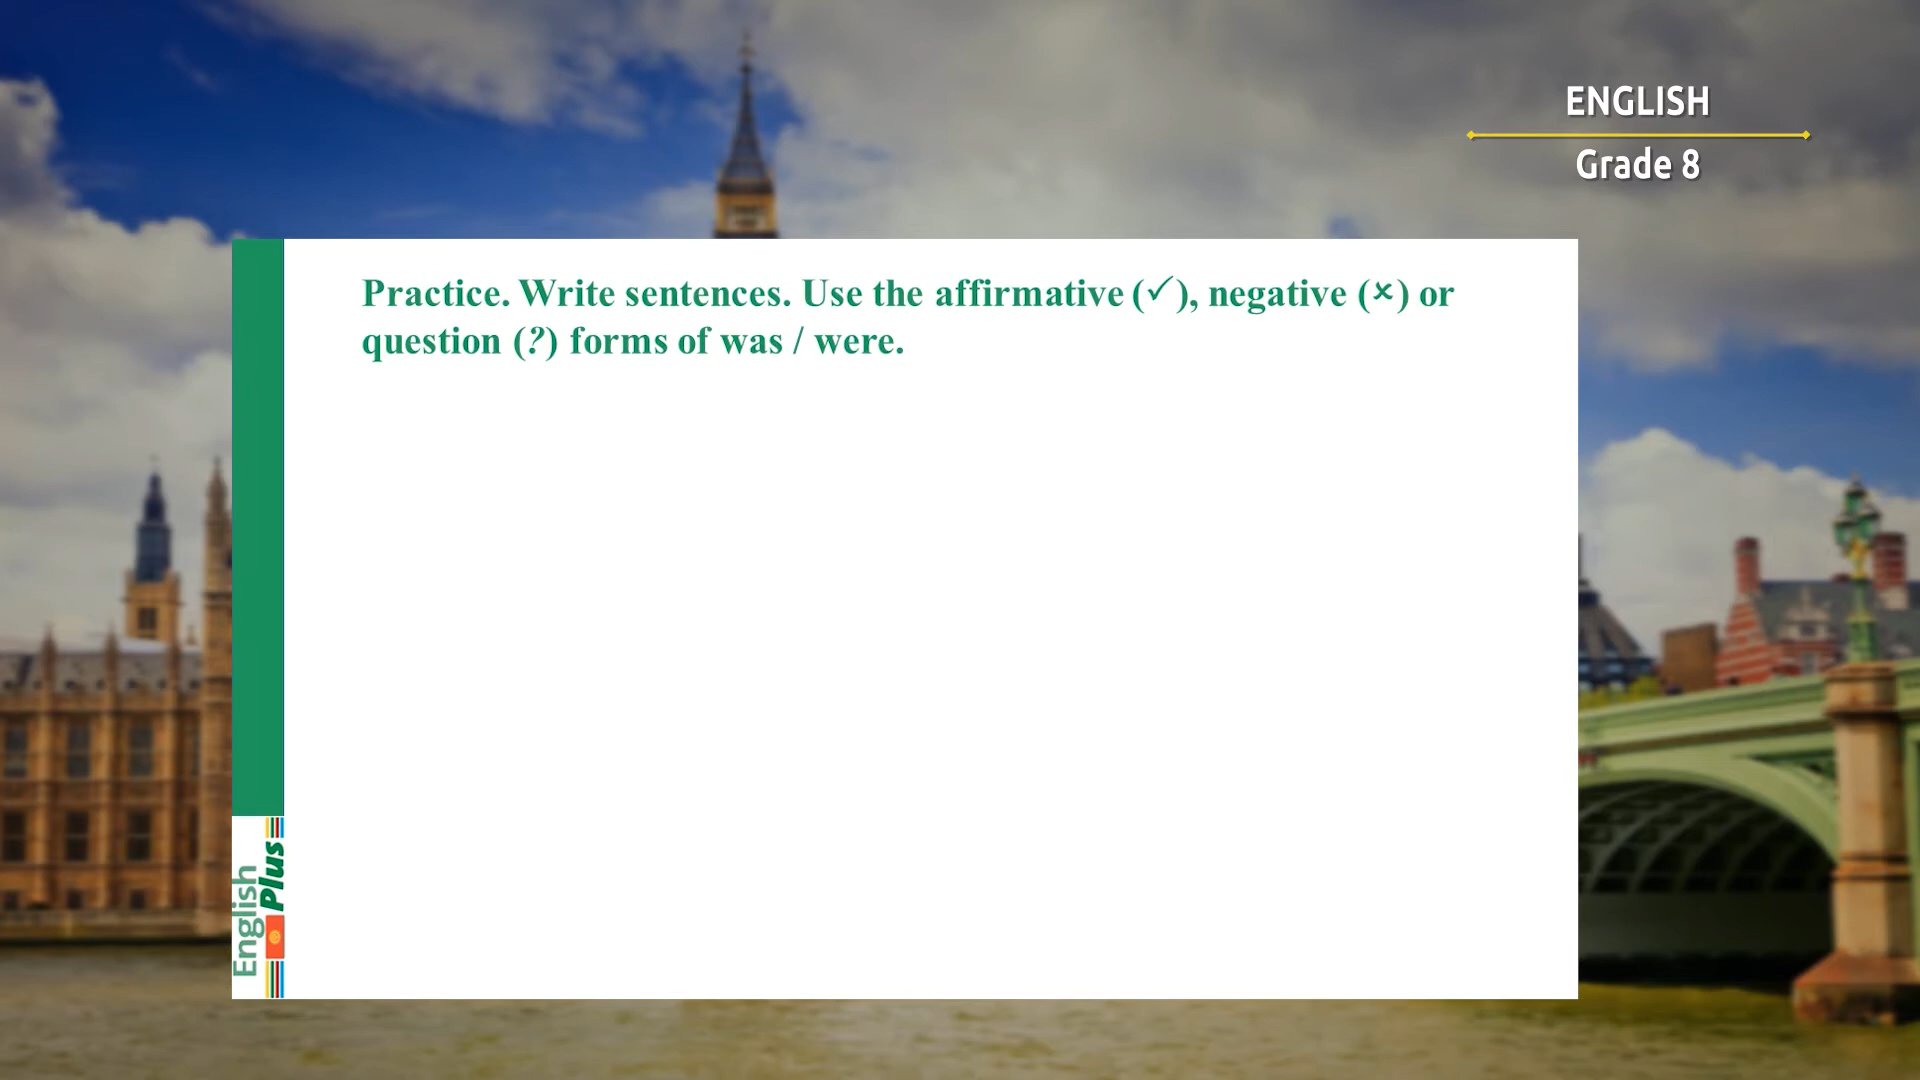 ENGLISH
Grade 8
Practice. Write sentences. Use the affirmative (✓), negative (×) or
question (?) forms of was / were.
English
Plus